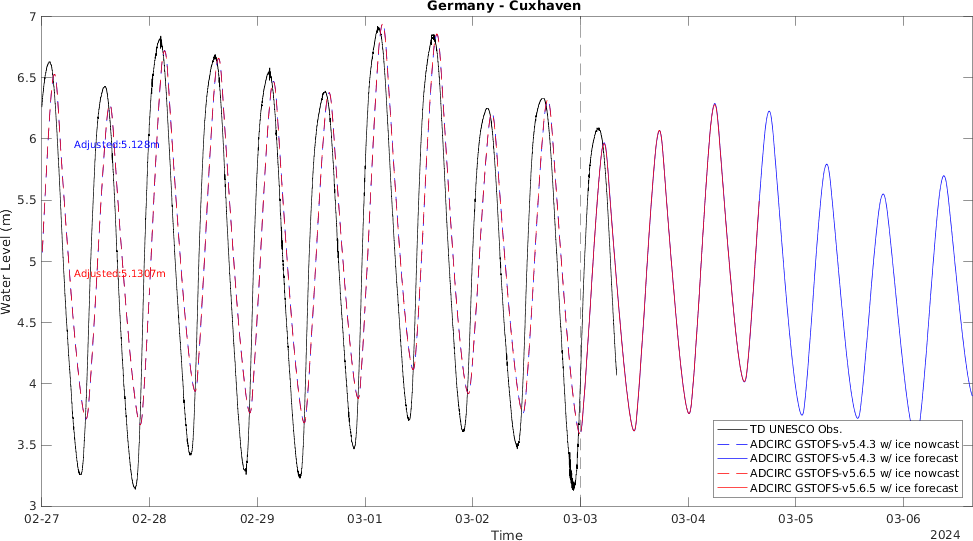 Germany - Cuxhaven
7
6.5
6
5.5
5
4.5
4
3.5
3
Water Level (m)
Adjusted:5.128m
Adjusted:5.1307m
TD UNESCO Obs.
ADCIRC GSTOFS-v5.4.3 w/ ice nowcast
ADCIRC GSTOFS-v5.4.3 w/ ice forecast
ADCIRC GSTOFS-v5.6.5 w/ ice nowcast
ADCIRC GSTOFS-v5.6.5 w/ ice forecast
02-27 02-28 02-29 03-01 03-02 03-03 03-04 03-05 03-06
Time
2024